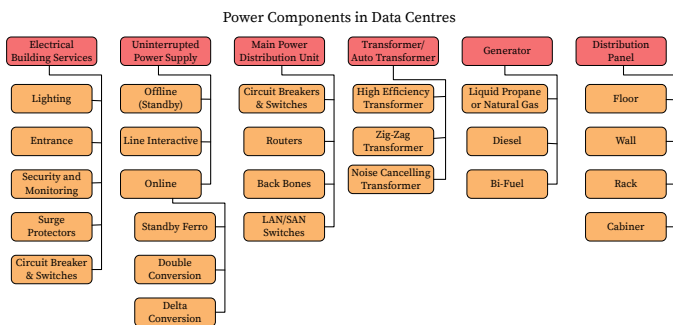 Power Components in Data Centres
Electrical
Building Services
Lighting
Entrance
Security and
Monitoring
Surge
Protectors
Circuit Breaker
& Switches
Uninterrupted
Power Supply
Offline
(Standby)
Line Interactive
Online
Standby Ferro
Double
Conversion
Delta
Conversion
Main Power
Distribution Unit
Circuit Breakers
& Switches
Routers
Back Bones
LAN/SAN
Switches
Transformer/
Auto Transformer
High Efficiency
Transformer
Zig-Zag
Transformer
Noise Cancelling
Transformer
Generator
Liquid Propane
or Natural Gas
Diesel
Bi-Fuel
Distribution
Panel
Floor
Wall
Rack
Cabiner